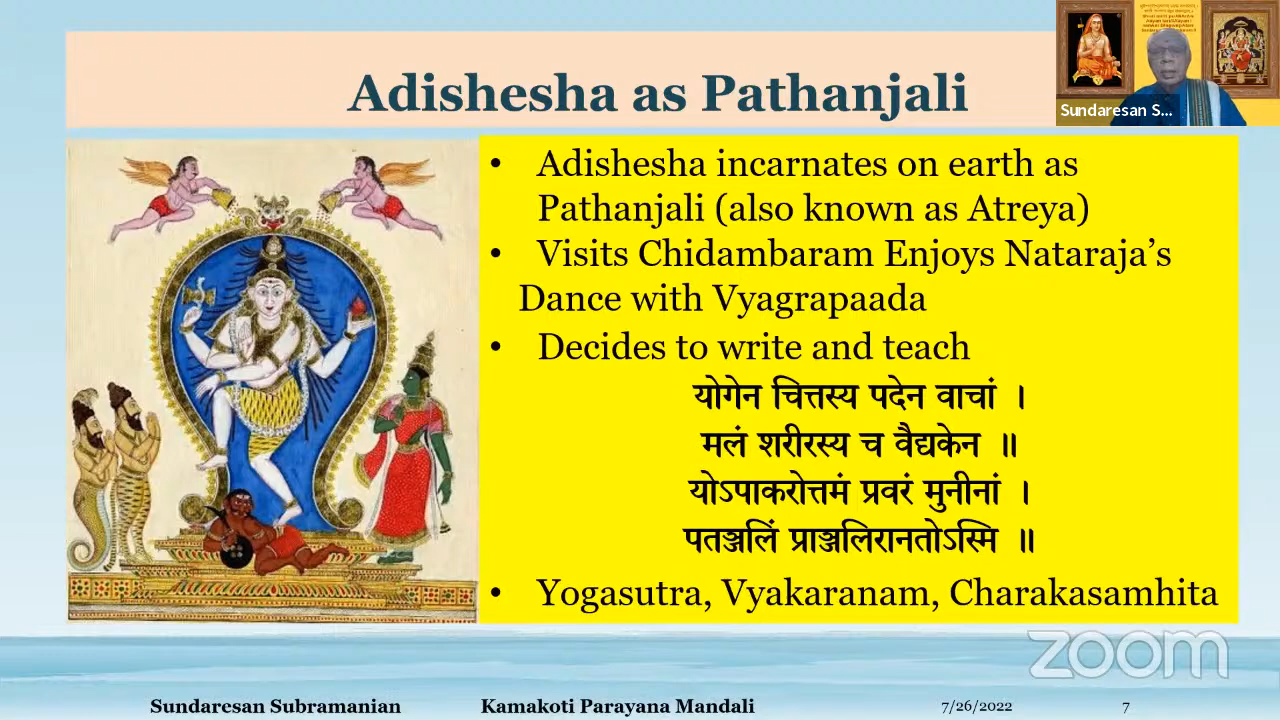 Adishesha as Pathanjali
Sundaresan S...
• Adishesha incarnates on earth as
Pathanjali (also known as Atreya)
• Visits Chidambaram Enjoys Nataraja’s
Dance with Vyagrapaada
• Decides to write and teach
योगेन चित्तस्य पदेन वाचां ।
मलं शरीरस्य च वैद्यकेन ॥
योऽपाकरोत्तमं प्रवरं मुनीनां ।
पतञ्जलिं प्राञ्जलिरानतोऽस्मि ॥
• Yogasutra, Vyakaranam, Charakasamhita
zoom
Sundaresan Subramanian Kamakoti Parayana Mandali 7/26/2022 7